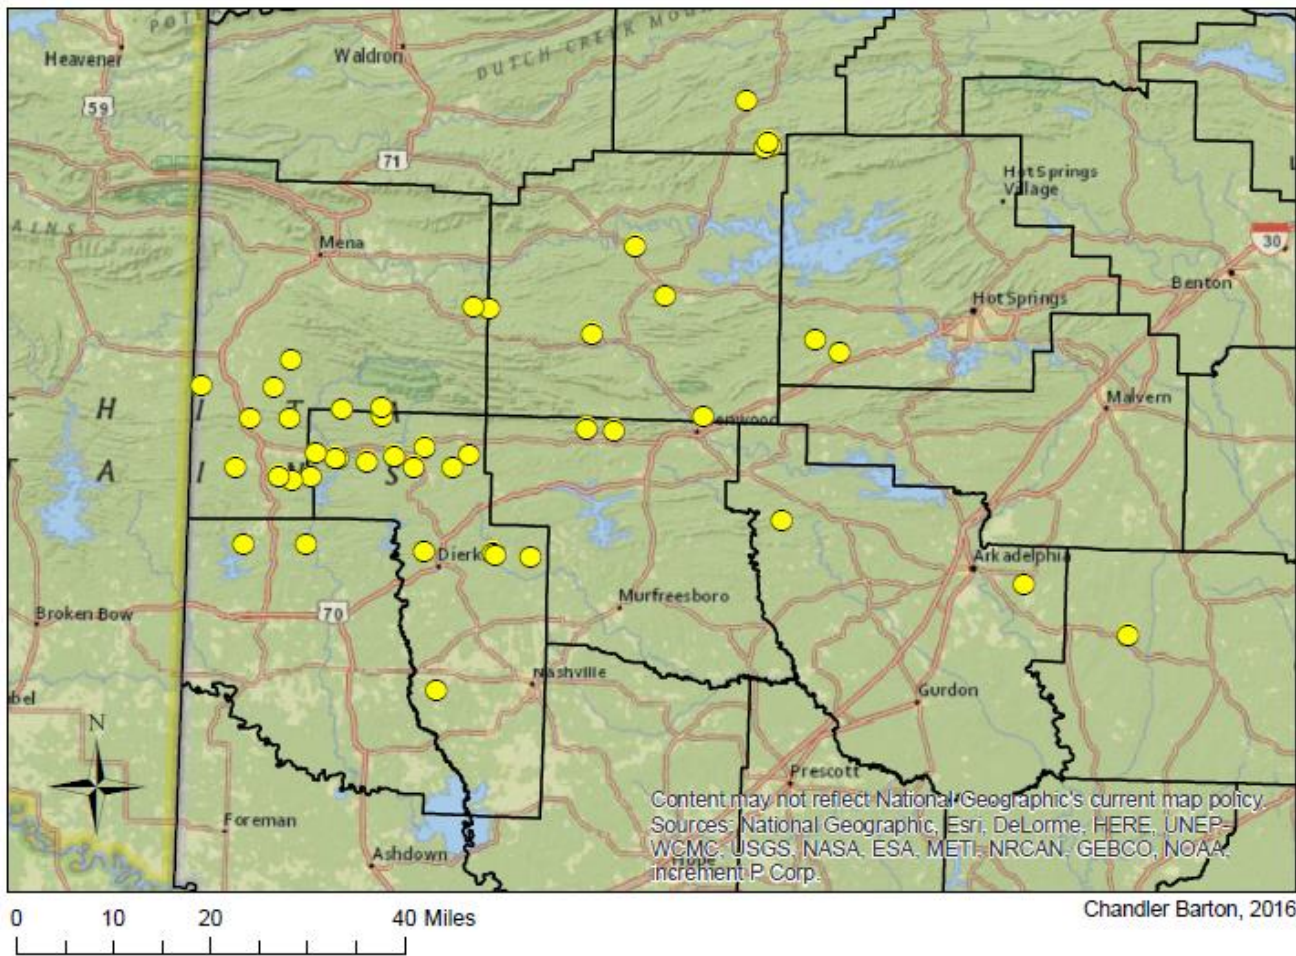 Heavener
Waldron
DUTCH CREEK
59
71
Hot Springs
Village
AINS
Mena
30
Benton
Hot Springs
Malvern
H I T A
T A I N S
Dierk
Arkadelphia
Murfreesboro
Broken Bow
70
Nashville
Gurdon
N
Prescott
Content may not reflect National Geographic's current map policy.
Sources: National Geographic, Esri, DeLorme, HERE, UNEP-
WCMC, USGS, NASA, ESA, METI, NRCAN, GEBCO, NOAA,
increment P Corp.
Foreman
Ashdown
Hope
0 10 20 40 Miles
Chandler Barton, 2016